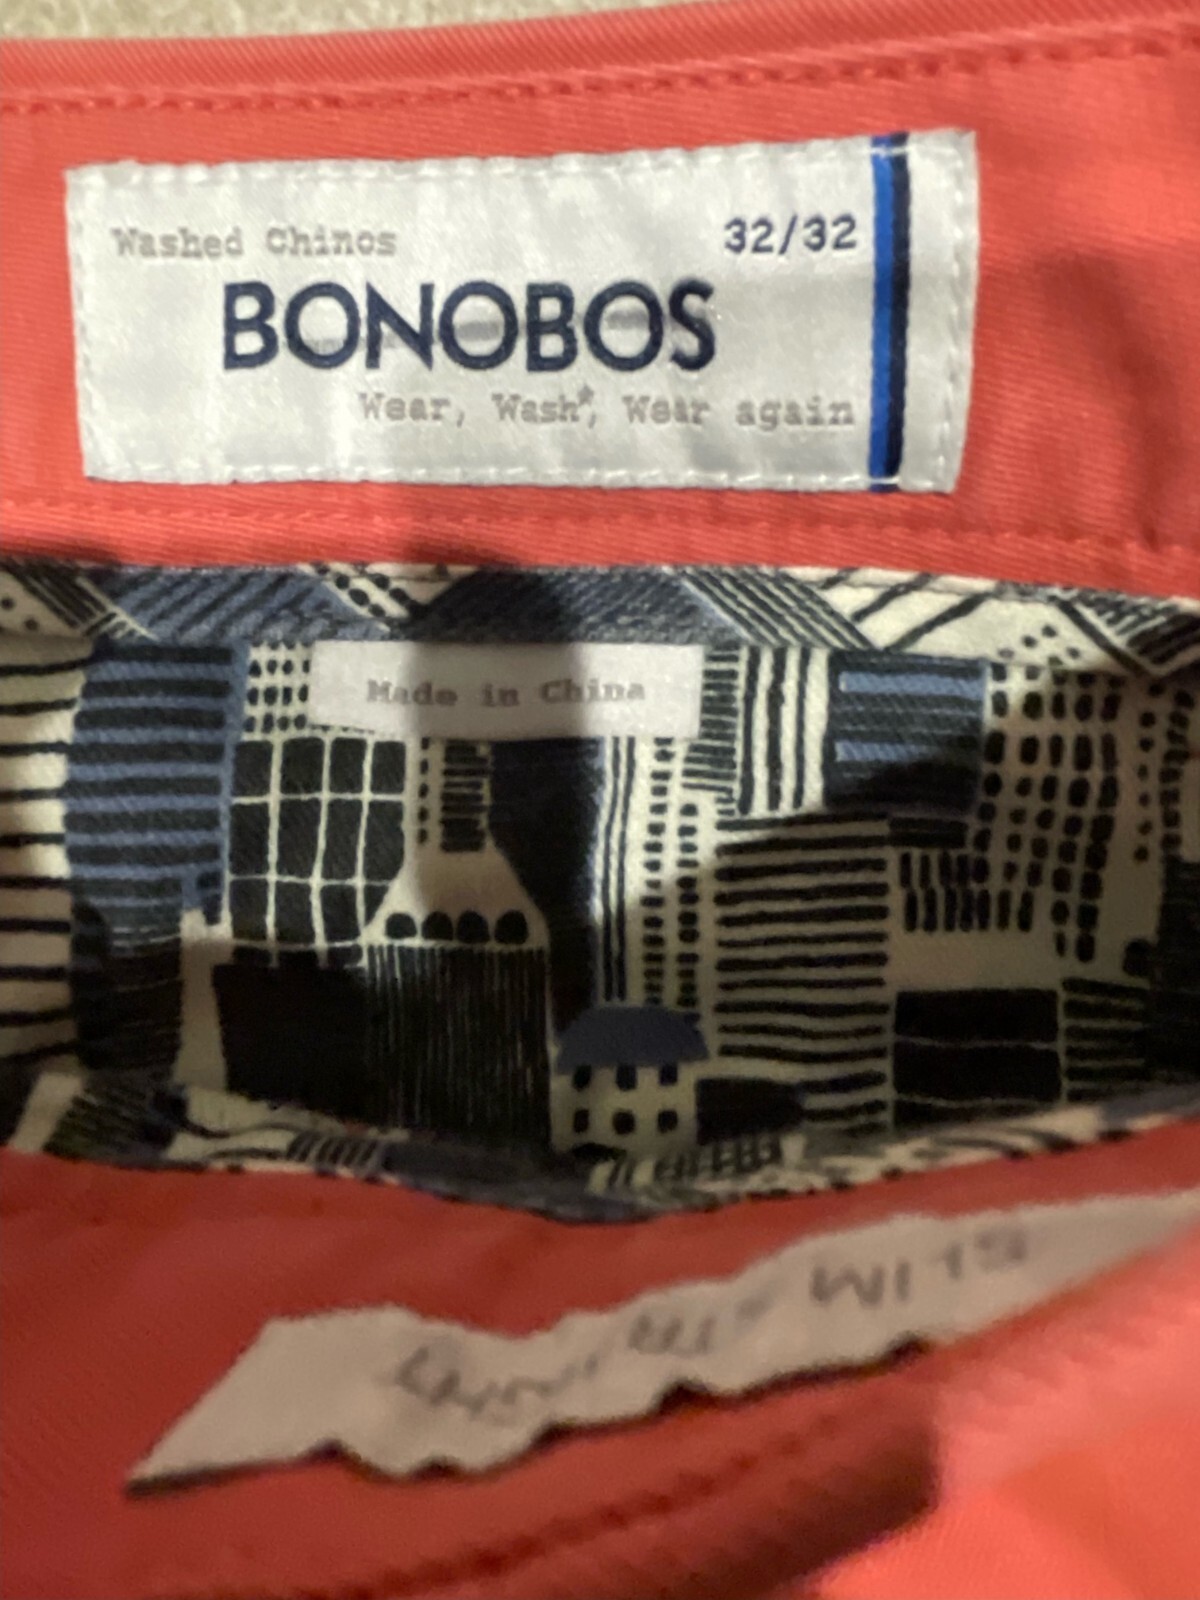 Washed Chinos 32/32
BONOBOS
Wear, Wash*, Wear again
Made in China